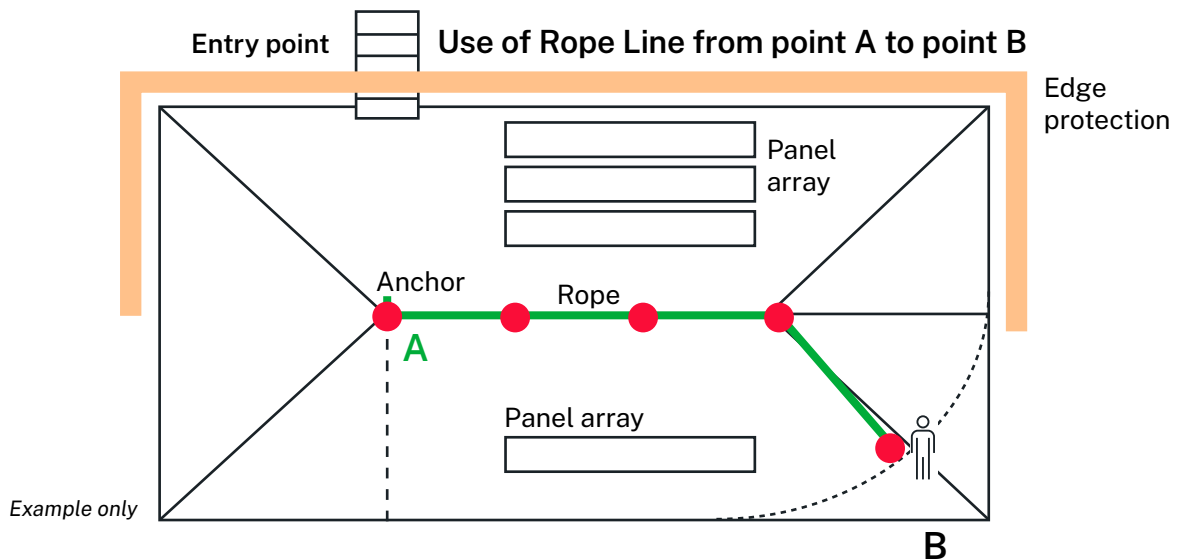 Entry point
Use of Rope Line from point A to point B
Edge
protection
Panel
array
Anchor
Rope
A
Panel array
Example only
B